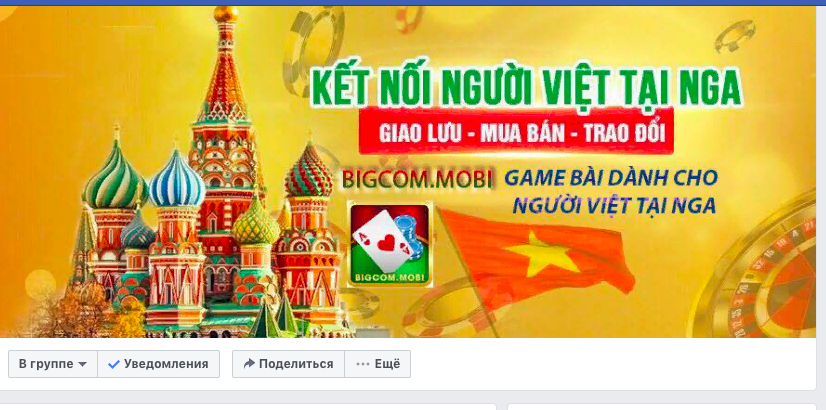 KẾT NỐI NGƯỜI VIỆT TẠI NGA
GIAO LƯU - MUA BÁN - TRAO ĐỔI
BIGCOM.MOBI GAME BÀI DÀNH CHO
NGƯỜI VIỆT TẠI NGA
A
BIGCOM.MOBI
В группе
Уведомления
Поделиться
Ещё